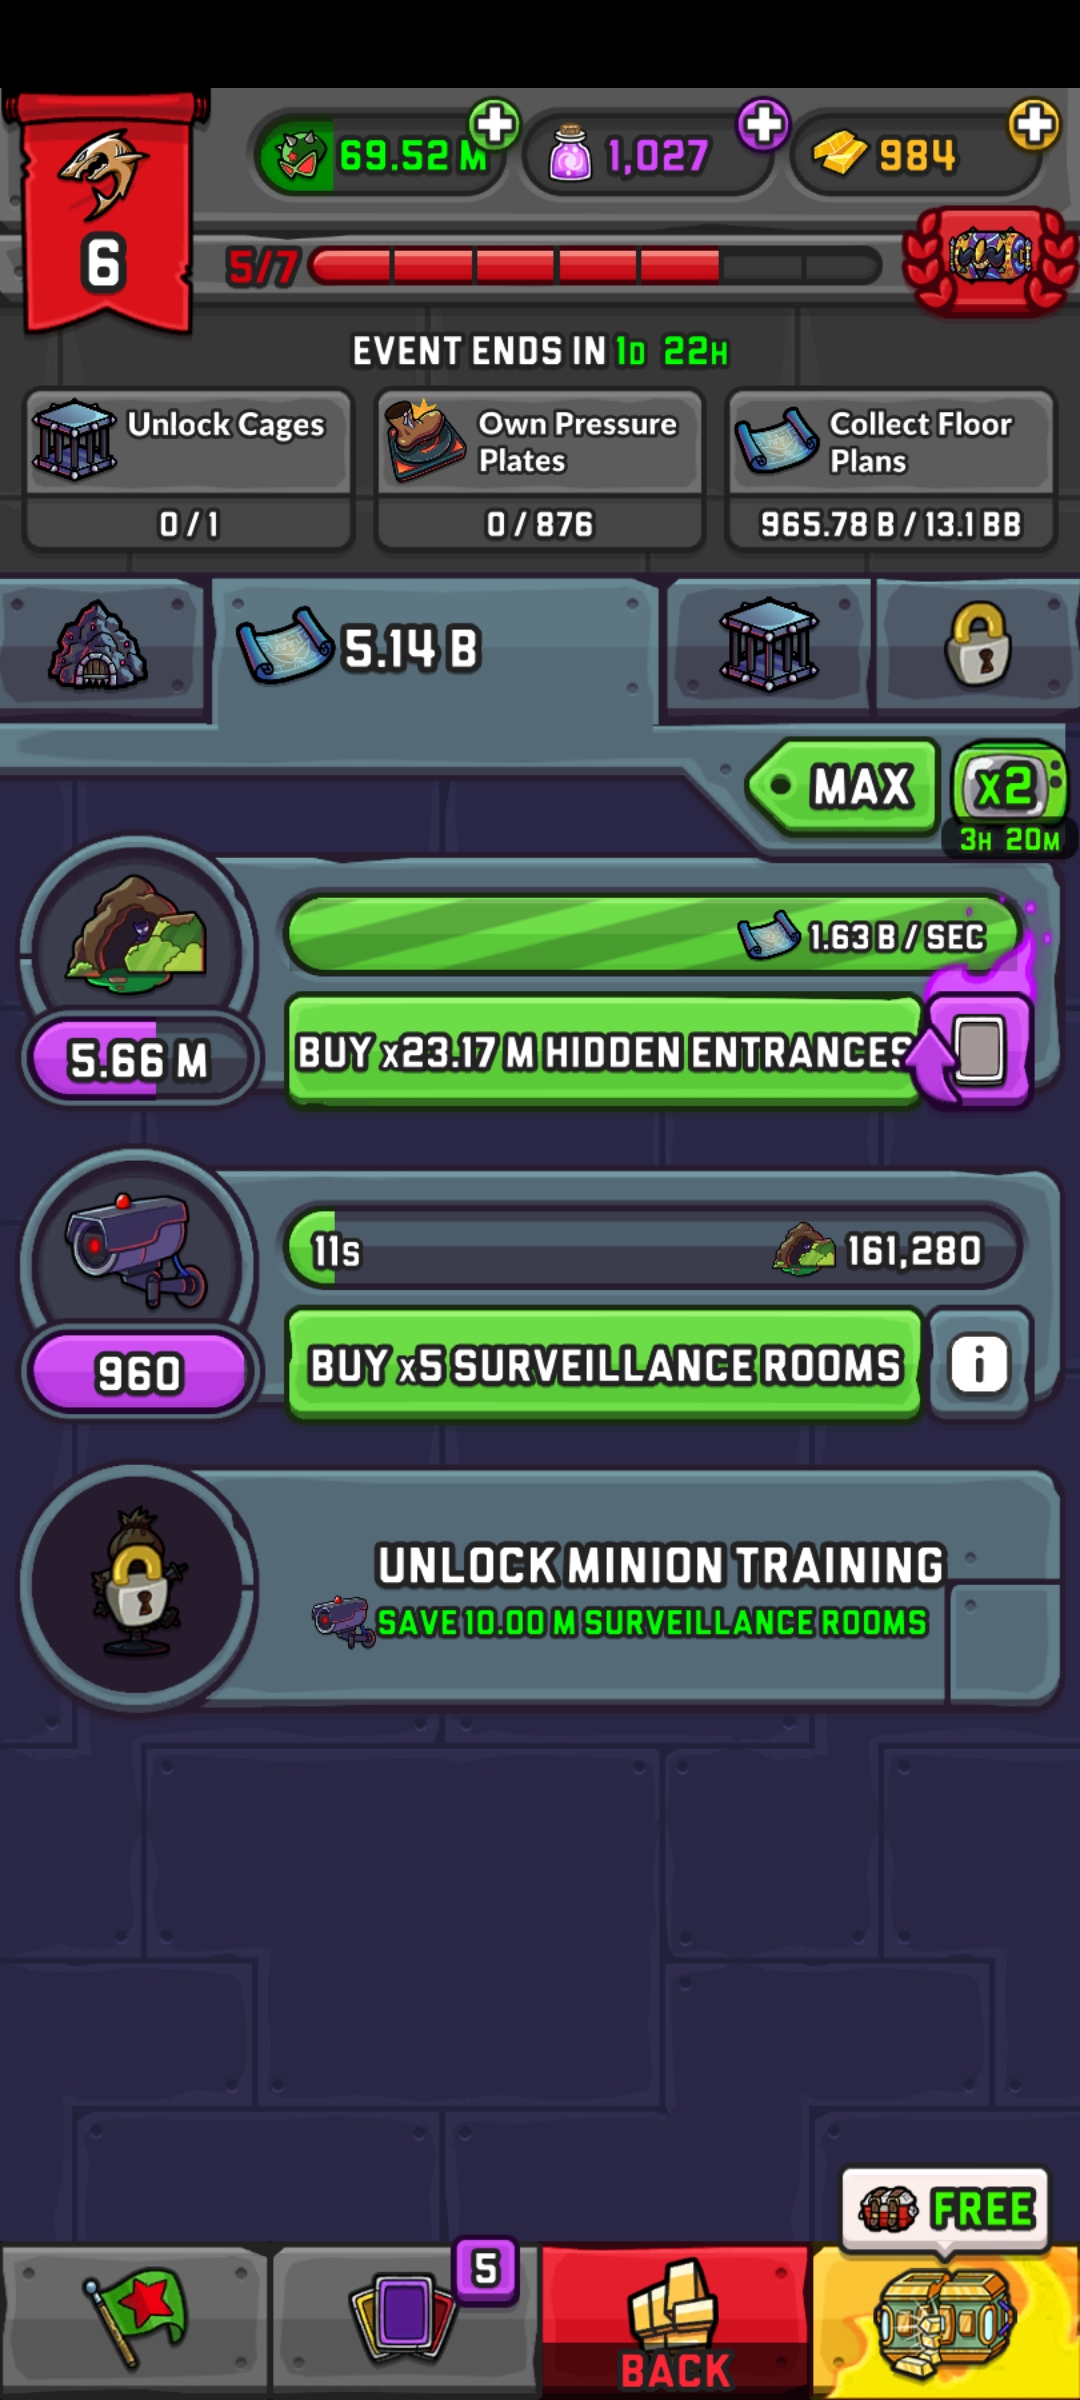 69.52 M
1,027
984
6
5/7
EVENT ENDS IN 1D 22H
Unlock Cages
0 / 1
Own Pressure
Plates
0 / 876
Collect Floor
Plans
965.78 B / 13.1 BB
5.14 B
MAX
x2
3H 20M
1.63 B / SEC
5.66 M
BUY x23.17 M HIDDEN ENTRANCES
11s
161,280
960
BUY x5 SURVEILLANCE ROOMS
i
UNLOCK MINION TRAINING
SAVE 10.00 M SURVEILLANCE ROOMS
FREE
5
BACK